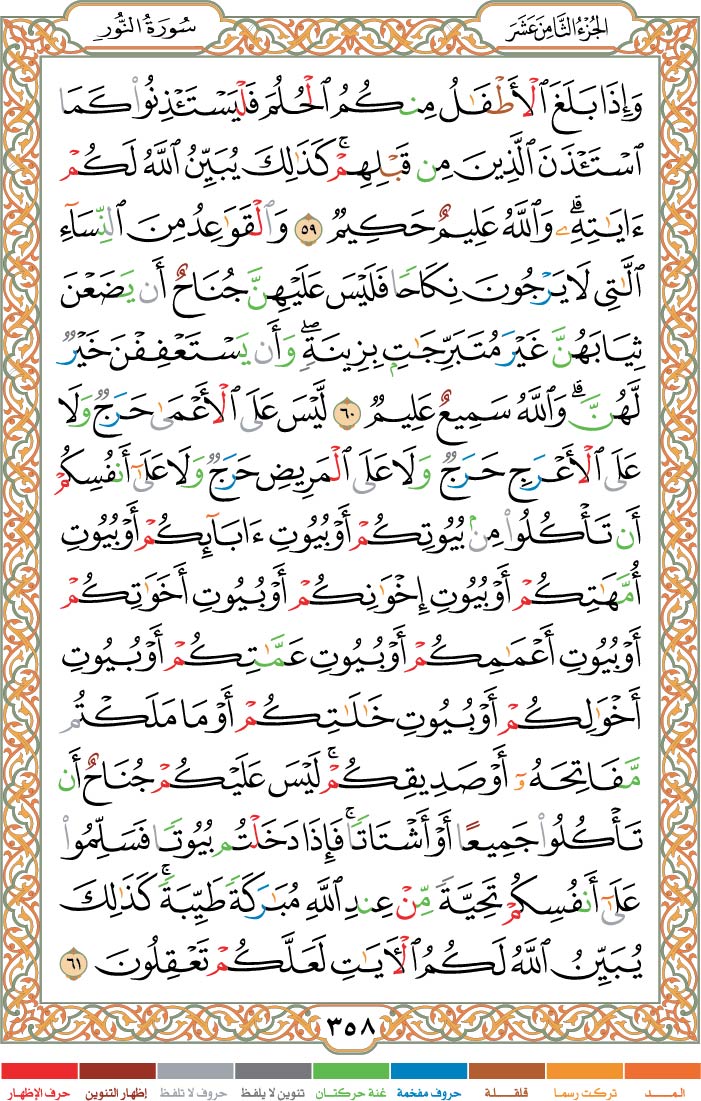 الجُزْءُ الثَّامِنَ عَشَرَ
سُورَةُ النُّورِ
وَإِذَا بَلَغَ ٱلْأَطْفَٰلُ مِنكُمُ ٱلْحُلُمَ فَلْيَسْتَـْٔذِنُوا۟ كَمَا
ٱسْتَـْٔذَنَ ٱلَّذِينَ مِن قَبْلِهِمْ ۚ كَذَٰلِكَ يُبَيِّنُ ٱللَّهُ لَكُمْ
ءَايَٰتِهِۦ ۗ وَٱللَّهُ عَلِيمٌ حَكِيمٌ ٥٩ وَٱلْقَوَٰعِدُ مِنَ ٱلنِّسَآءِ
ٱلَّٰتِى لَا يَرْجُونَ نِكَاحًا فَلَيْسَ عَلَيْهِنَّ جُنَاحٌ أَن يَضَعْنَ
ثِيَابَهُنَّ غَيْرَ مُتَبَرِّجَٰتٍۭ بِزِينَةٍ ۖ وَأَن يَسْتَعْفِفْنَ خَيْرٌ
لَّهُنَّ ۗ وَٱللَّهُ سَمِيعٌ عَلِيمٌ ٦٠ لَّيْسَ عَلَى ٱلْأَعْمَىٰ حَرَجٌ وَلَا
عَلَى ٱلْأَعْرَجِ حَرَجٌ وَلَا عَلَى ٱلْمَرِيضِ حَرَجٌ وَلَا عَلَىٰٓ أَنفُسِكُمْ
أَن تَأْكُلُوا۟ مِنۢ بُيُوتِكُمْ أَوْ بُيُوتِ ءَابَآئِكُمْ أَوْ بُيُوتِ
أُمَّهَٰتِكُمْ أَوْ بُيُوتِ إِخْوَٰنِكُمْ أَوْ بُيُوتِ أَخَوَٰتِكُمْ
أَوْ بُيُوتِ أَعْمَٰمِكُمْ أَوْ بُيُوتِ عَمَّٰتِكُمْ أَوْ بُيُوتِ
أَخْوَٰلِكُمْ أَوْ بُيُوتِ خَٰلَٰتِكُمْ أَوْ مَا مَلَكْتُم
مَّفَاتِحَهُۥٓ أَوْ صَدِيقِكُمْ ۚ لَيْسَ عَلَيْكُمْ جُنَاحٌ أَن
تَأْكُلُوا۟ جَمِيعًا أَوْ أَشْتَاتًا ۚ فَإِذَا دَخَلْتُم بُيُوتًا فَسَلِّمُوا۟
عَلَىٰٓ أَنفُسِكُمْ تَحِيَّةً مِّنْ عِندِ ٱللَّهِ مُبَٰرَكَةً طَيِّبَةً ۚ كَذَٰلِكَ
يُبَيِّنُ ٱللَّهُ لَكُمُ ٱلْـَٔايَٰتِ لَعَلَّكُمْ تَعْقِلُونَ ٦١
٣٥٨
المــــد تركت رسما قلقـــلة حروف مفخمة غنة حركتـان تنوين لا يلفظ حروف لا تلفظ إظهار التنوين حرف الإظهار